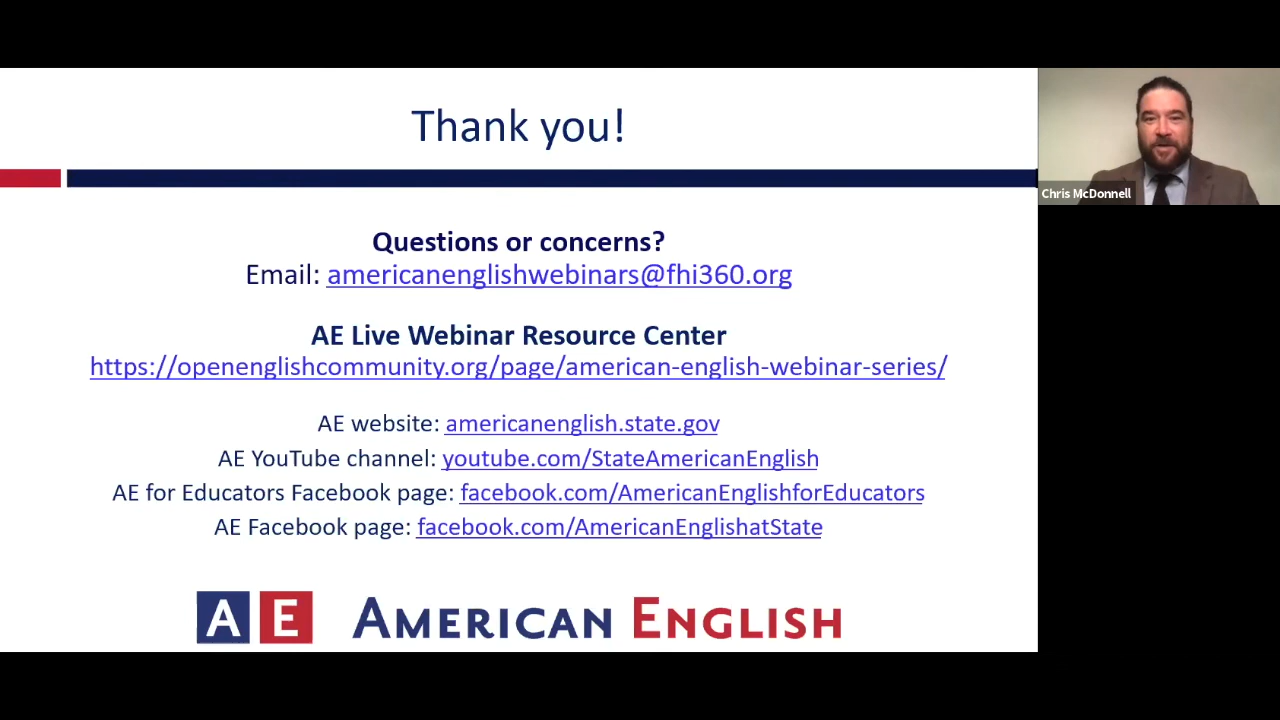 Thank you!
Chris McDonnell
Questions or concerns?
Email: americanenglishwebinars@fhi360.org
AE Live Webinar Resource Center
https://openenglishcommunity.org/page/american-english-webinar-series/
AE website: americanenglish.state.gov
AE YouTube channel: youtube.com/StateAmericanEnglish
AE for Educators Facebook page: facebook.com/AmericanEnglishforEducators
AE Facebook page: facebook.com/AmericanEnglishatState
AE AMERICAN ENGLISH